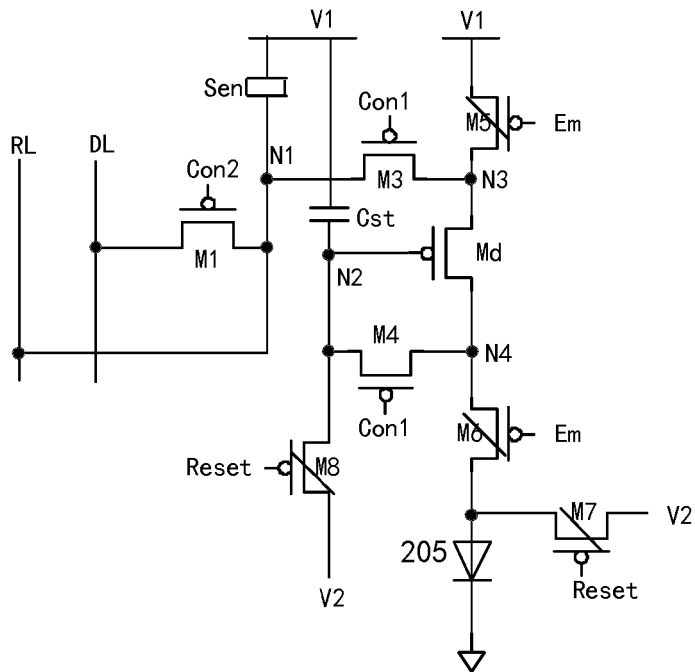 V1 V1
Sen
Con1
M5 Em
RL DL
N1
Con2
M3 N3
Cst
M1
N2
Md
M4
N4
Con1
M6 Em
Reset M8
M7
V2
205
V2
Reset